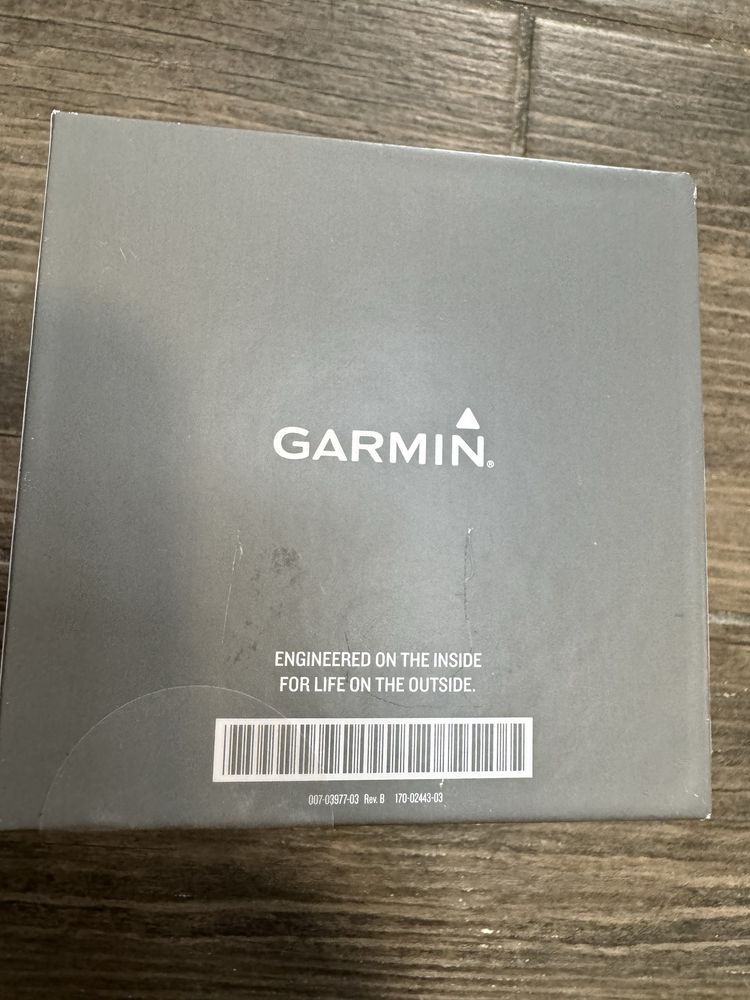 GARMIN®
ENGINEERED ON THE INSIDE
FOR LIFE ON THE OUTSIDE.
007-03977-03 Rev. B 170-02443-03